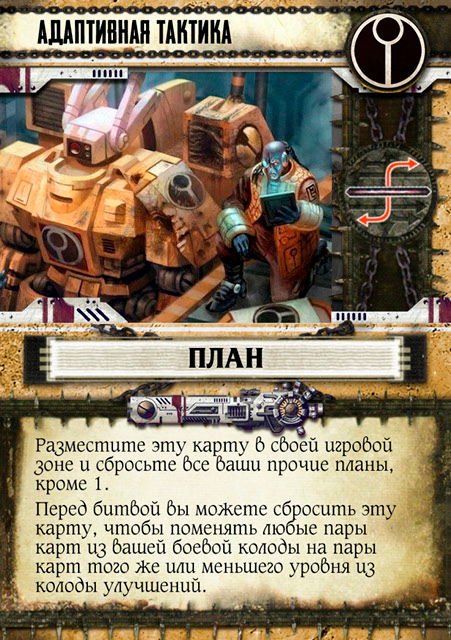 АДАПТИВНАЯ ТАКТИКА
ПЛАН
Разместите эту карту в своей игровой
зоне и сбросьте все ваши прочие планы,
кроме 1.
Перед битвой вы можете сбросить эту
карту, чтобы поменять любые пары
карт из вашей боевой колоды на пары
карт того же или меньшего уровня из
колоды улучшений.